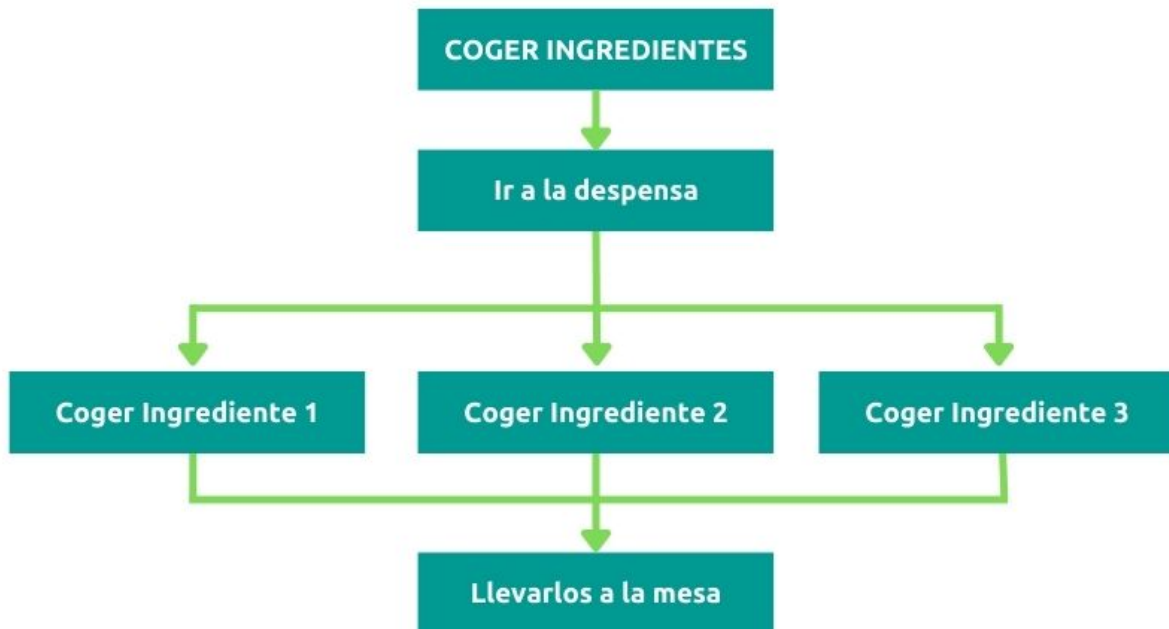 COGER INGREDIENTES
Ir a la despensa
Coger Ingrediente 1
Coger Ingrediente 2
Coger Ingrediente 3
Llevarlos a la mesa